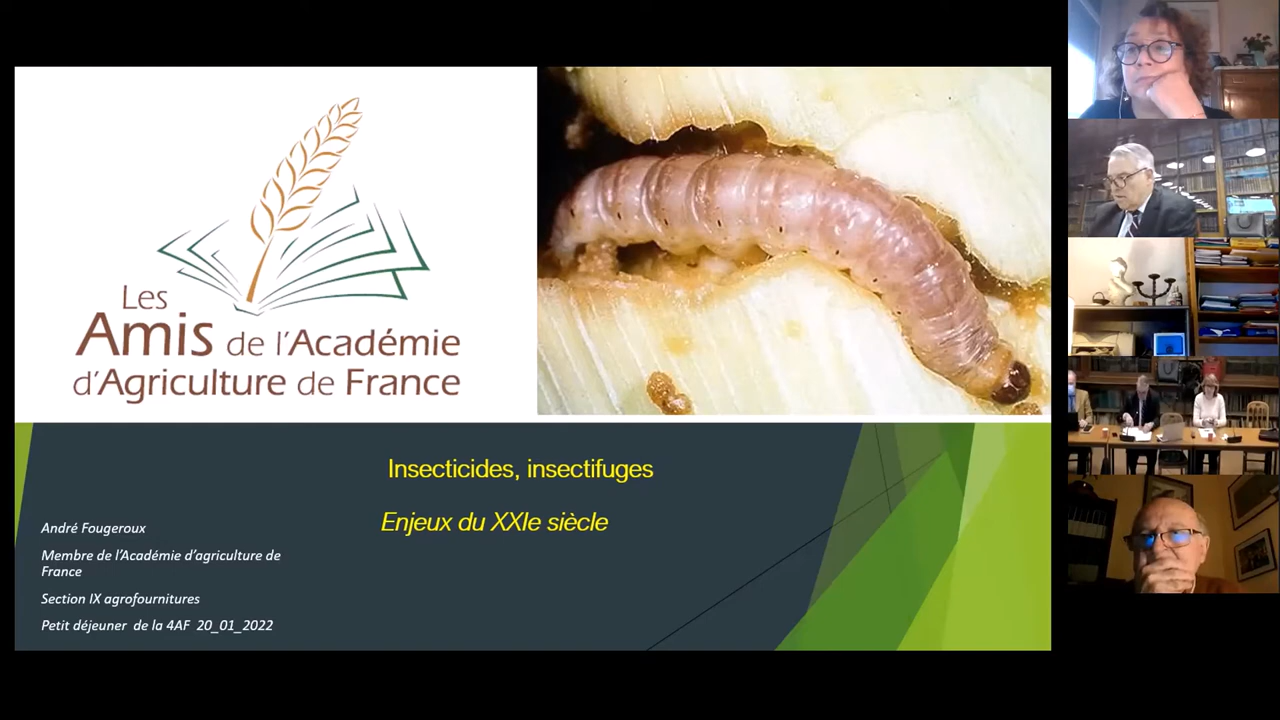 Les
Amis de l'Académie
d'Agriculture de France
Insecticides, insectifuges
Enjeux du XXIe siècle
André Fougeroux
Membre de l'Académie d'agriculture de
France
Section IX agrofournitures
Petit déjeuner de la 4AF 20_01_2022